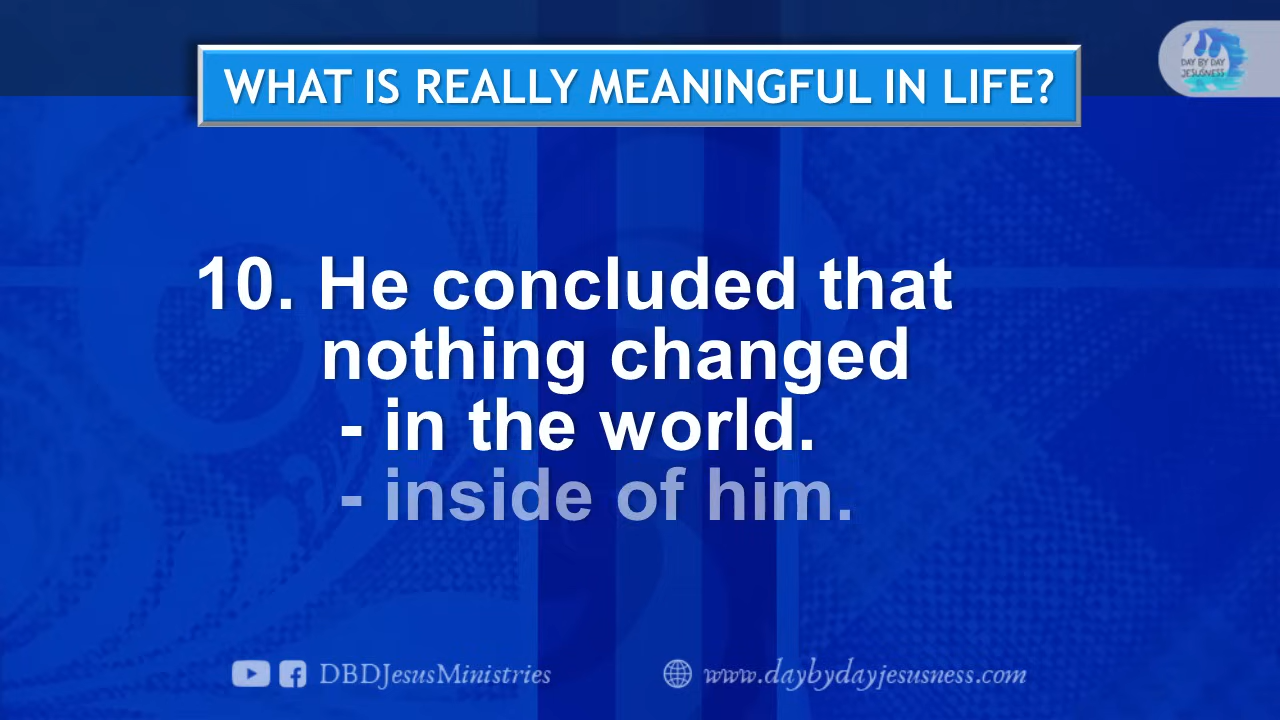 WHAT IS REALLY MEANINGFUL IN LIFE?
DAY BY DAY
JESUSNESS
10. He concluded that
nothing changed
- in the world.
- inside of him.
DBDJesusMinistries
www.daybydayjesusness.com